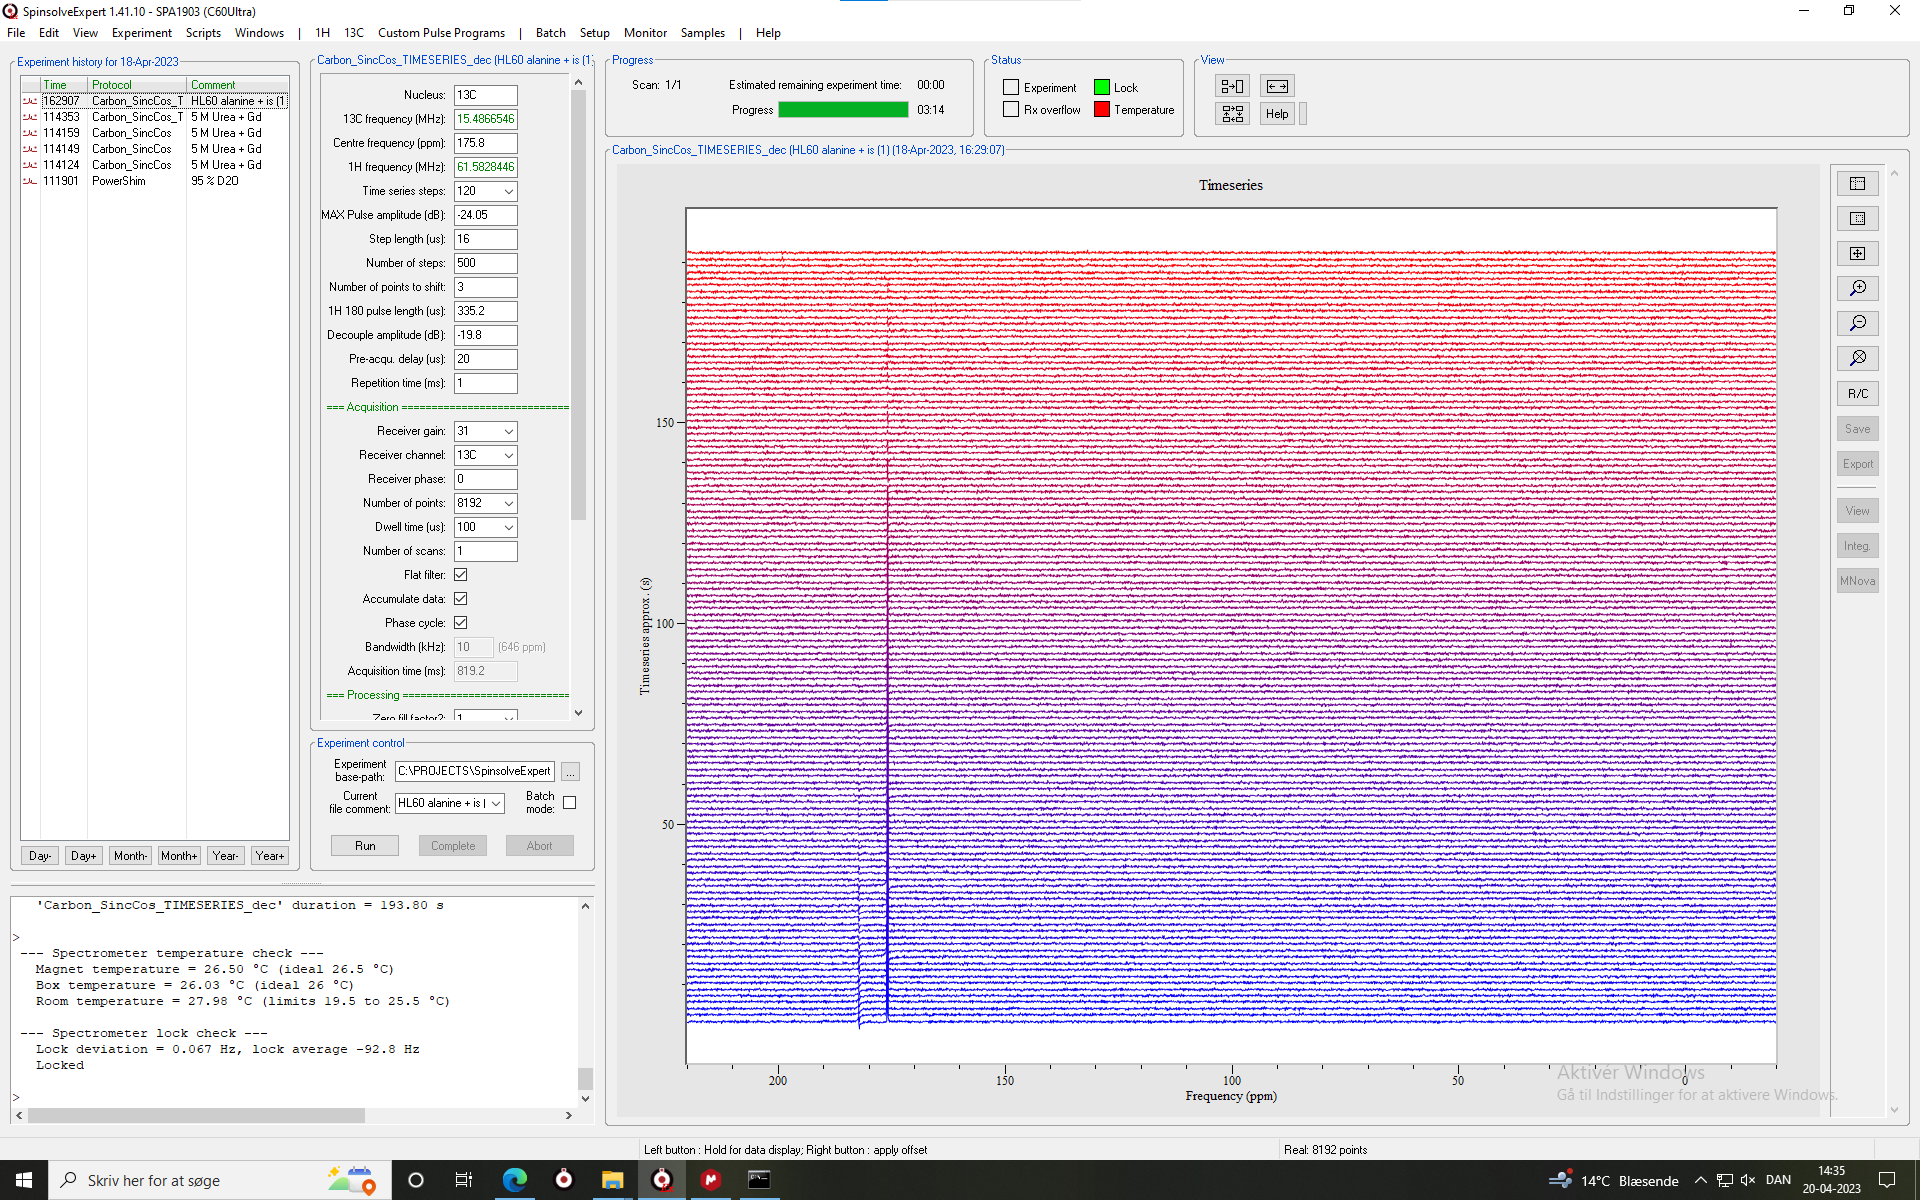 SpinsolveExpert 1.41.10 - SPA1903 (C60Ultra)
File Edit View Experiment Scripts Windows | 1H 13C Custom Pulse Programs | Batch Setup Monitor Samples | Help
Experiment history for 18-Apr-2023
Time Protocol Comment
162907 Carbon_SincCos_T HL60 alanine + is (1
114353 Carbon_SincCos_T 5 M Urea + Gd
114159 Carbon_SincCos 5 M Urea + Gd
114149 Carbon_SincCos 5 M Urea + Gd
114124 Carbon_SincCos 5 M Urea + Gd
111901 PowerShim 95 % D2O
Day- Day+ Month- Month+ Year- Year+
Carbon_SincCos_TIMESERIES_dec (HL60 alanine + is (1)
Nucleus: 13C
13C frequency (MHz): 15.4866546
Centre frequency (ppm): 175.8
1H frequency (MHz): 61.5828446
Time series steps: 120
MAX Pulse amplitude (dB): -24.05
Step length (us): 16
Number of steps: 500
Number of points to shift: 3
1H 180 pulse length (us): 335.2
Decouple amplitude (dB): -19.8
Pre-acqu. delay (us): 20
Repetition time (ms): 1
=== Acquisition ============================
Receiver gain: 31
Receiver channel: 13C
Receiver phase: 0
Number of points: 8192
Dwell time (us): 100
Number of scans: 1
Flat filter:
Accumulate data:
Phase cycle:
Bandwidth (kHz): 10 (646 ppm)
Acquisition time (ms): 819.2
=== Processing ============================
Zero fill factor?: 1
Experiment control
Experiment base-path: C:\PROJECTS\SpinsolveExpert ...
Current file comment: HL60 alanine + is ( Batch mode:
Run Complete Abort
'Carbon_SincCos_TIMESERIES_dec' duration = 193.80 s
>
--- Spectrometer temperature check ---
Magnet temperature = 26.50 °C (ideal 26.5 °C)
Box temperature = 26.03 °C (ideal 26 °C)
Room temperature = 27.98 °C (limits 19.5 to 25.5 °C)
--- Spectrometer lock check ---
Lock deviation = 0.067 Hz, lock average -92.8 Hz
Locked
>
Progress
Scan: 1/1 Estimated remaining experiment time: 00:00
Progress 03:14
Status
Experiment Lock
Rx overflow Temperature
View
Help
Carbon_SincCos_TIMESERIES_dec (HL60 alanine + is (1) (18-Apr-2023, 16:29:07)
Timeseries
Timeseries approx. (s)
150
100
50
200 150 100 50 0
Frequency (ppm)
R/C
Save
Export
View
Integ.
MNova
Aktivér Windows
Gå til Indstillinger for at aktivere Windows.
Left button : Hold for data display; Right button : apply offset
Real: 8192 points
Skriv her for at søge
14°C Blæsende
DAN
14:35
20-04-2023